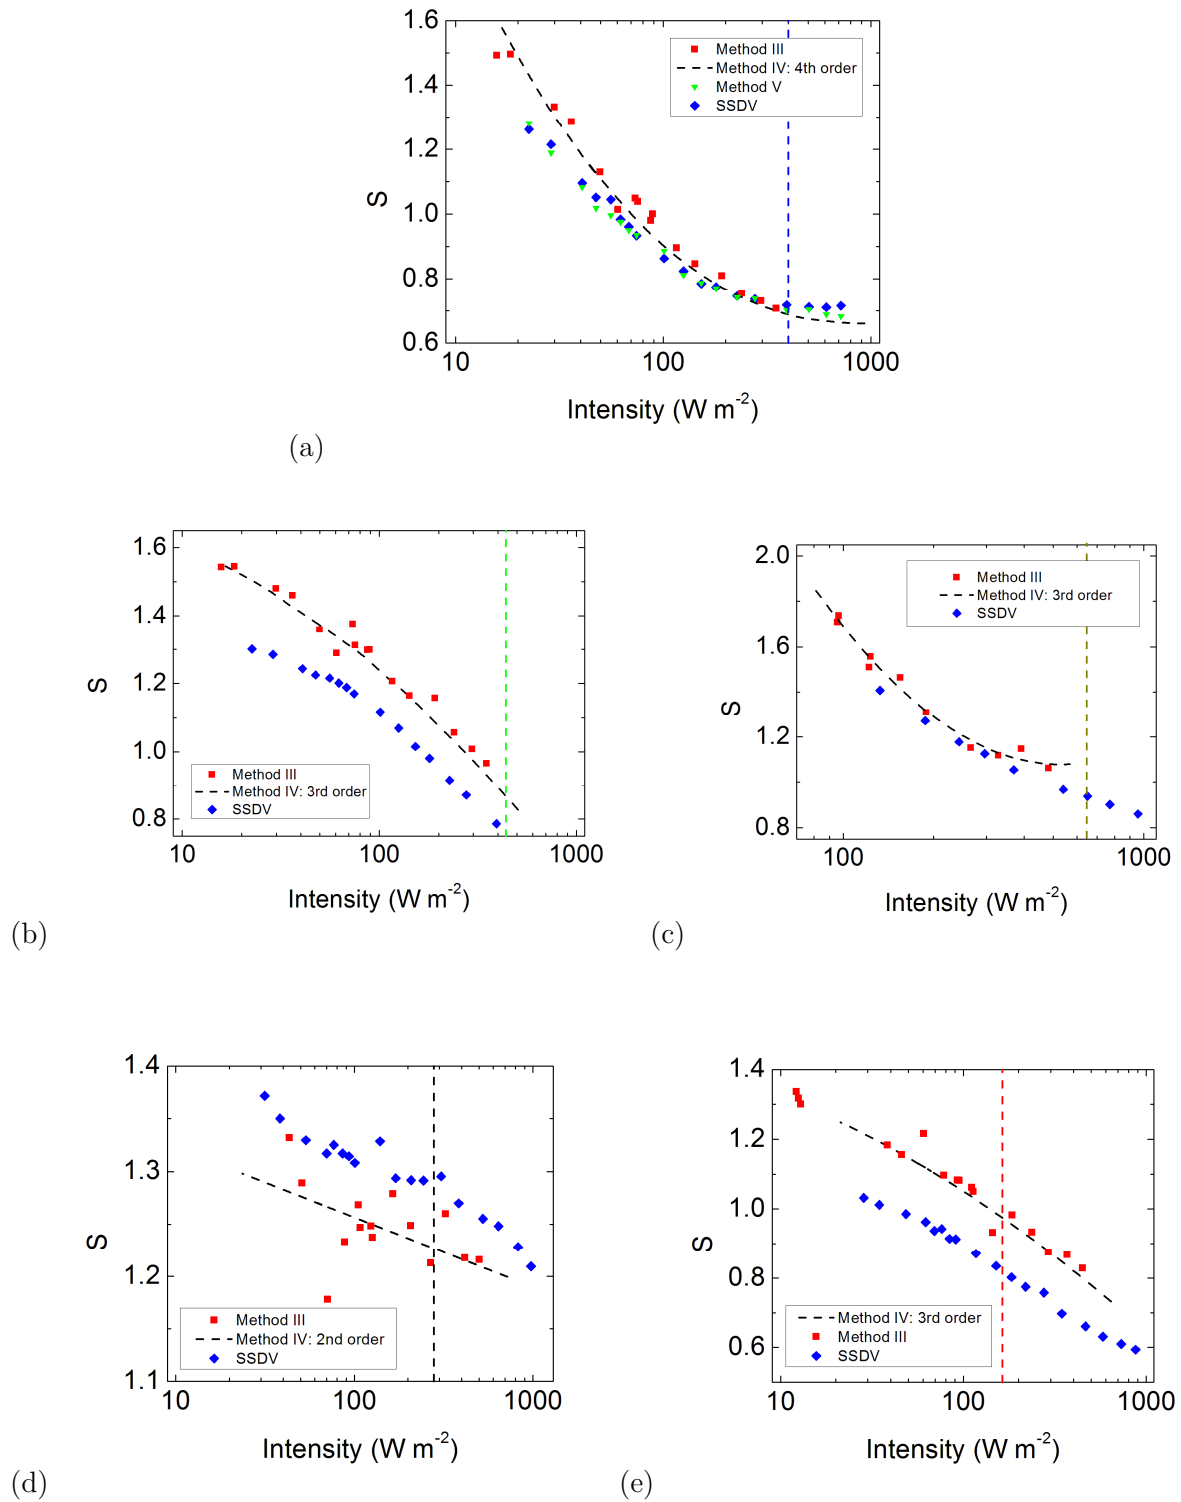 1.6
1.4
1.2
1.0
0.8
0.6
S
Method III
Method IV: 4th order
Method V
SSDV
10 100 1000
Intensity (W m-2)
(a)
1.6
1.4
1.2
1.0
0.8
S
Method III
Method IV: 3rd order
SSDV
10 100 1000
Intensity (W m-2)
(b)
2.0
1.6
1.2
0.8
S
Method III
Method IV: 3rd order
SSDV
100 1000
Intensity (W m-2)
(c)
1.4
1.3
1.2
1.1
S
Method III
Method IV: 2nd order
SSDV
10 100 1000
Intensity (W m-2)
(d)
1.4
1.2
1.0
0.8
0.6
S
Method IV: 3rd order
Method III
SSDV
10 100 1000
Intensity (W m-2)
(e)